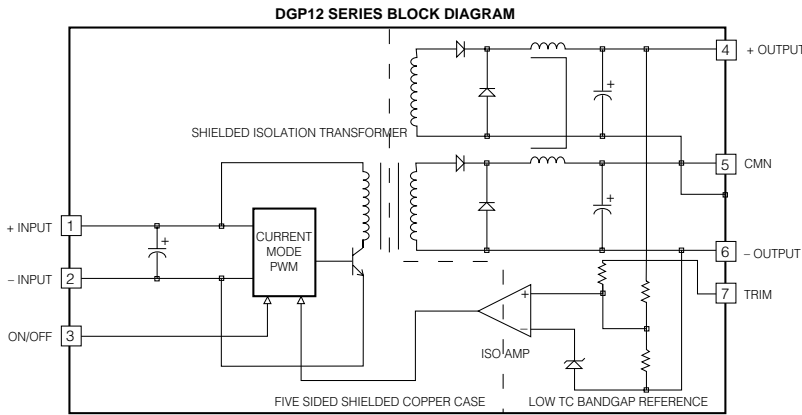 DGP12 SERIES BLOCK DIAGRAM
4 + OUTPUT
SHIELDED ISOLATION TRANSFORMER
5 CMN
+ INPUT 1
CURRENT
MODE
PWM
6 – OUTPUT
– INPUT 2
7 TRIM
ON/OFF 3
ISO AMP
FIVE SIDED SHIELDED COPPER CASE
LOW TC BANDGAP REFERENCE